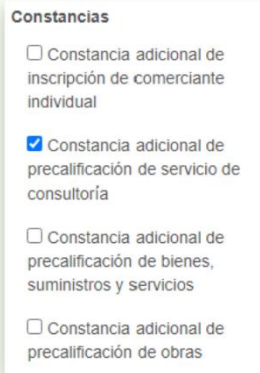 Constancias
Constancia adicional de
inscripción de comerciante
individual
Constancia adicional de
precalificación de servicio de
consultoría
Constancia adicional de
precalificación de bienes,
suministros y servicios
Constancia adicional de
precalificación de obras